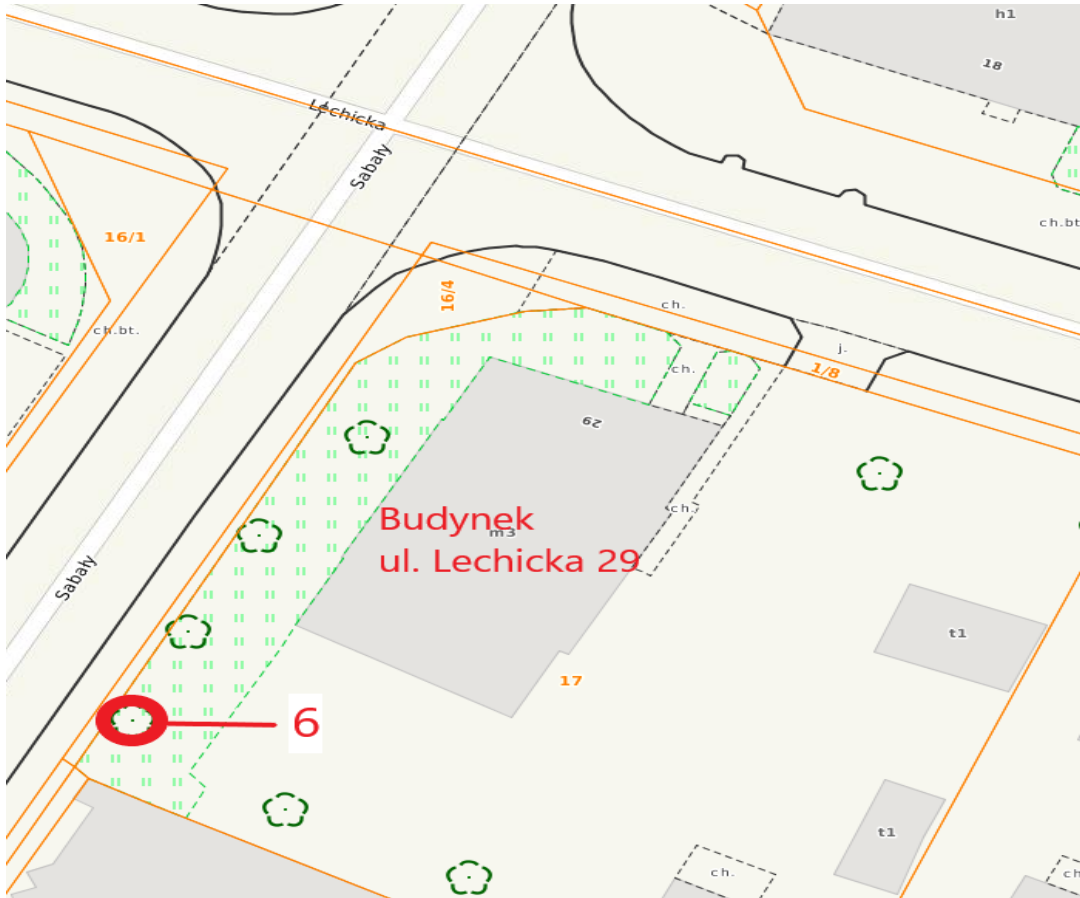 h1
18
Lechicka
Sabały
ch.bt
16/1
16/4
ch.
ch.bt.
j.
1/8
ch.
29
Budynek
m3
ul. Lechicka 29
ch.
Sabały
t1
17
6
t1
ch.
ch